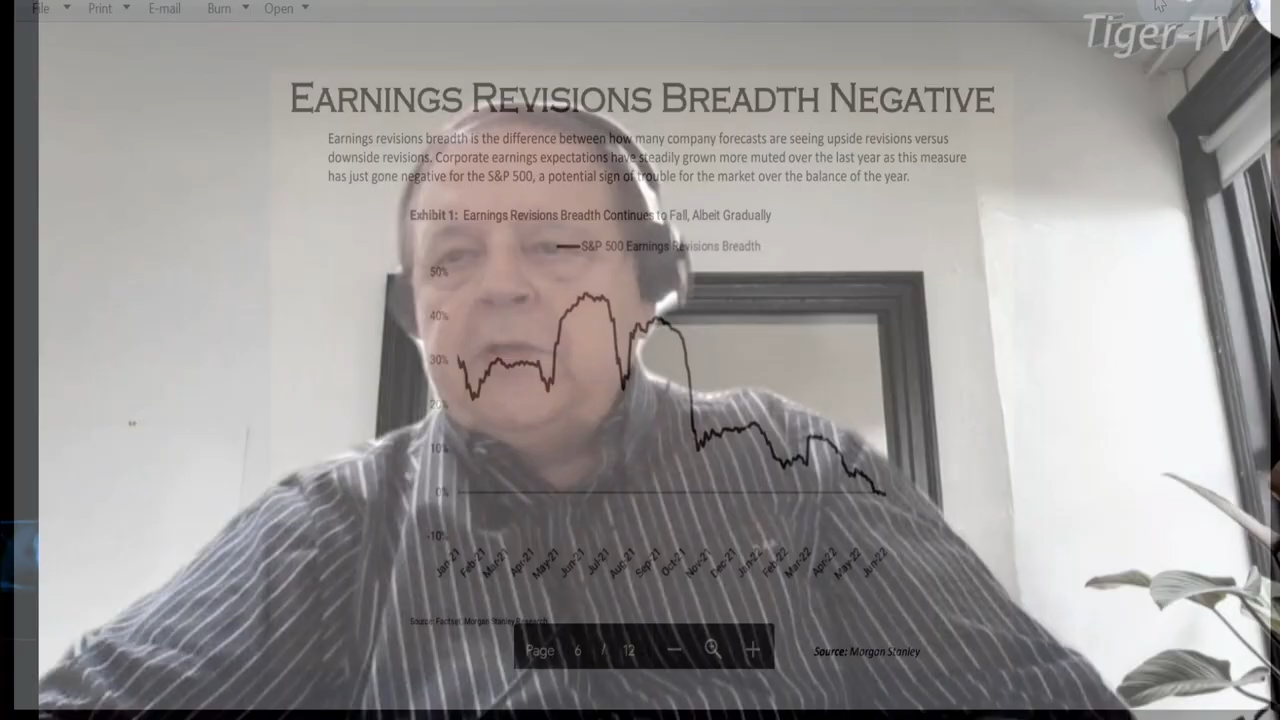 File Print E-mail Burn Open
Tiger-TV
EARNINGS REVISIONS BREADTH NEGATIVE
Earnings revisions breadth is the difference between how many company forecasts are seeing upside revisions versus
downside revisions. Corporate earnings expectations have steadily grown more muted over the last year as this measure
has just gone negative for the S&P 500, a potential sign of trouble for the market over the balance of the year.
Exhibit 1: Earnings Revisions Breadth Continues to Fall, Albeit Gradually
S&P 500 Earnings Revisions Breadth
50%
40%
30%
20%
10%
0%
-10%
Jan-21 Feb-21 Mar-21 Apr-21 May-21 Jun-21 Jul-21 Aug-21 Sep-21 Oct-21 Nov-21 Dec-21 Jan-22 Feb-22 Mar-22 Apr-22 May-22 Jun-22
Source: Factset, Morgan Stanley Research
Page 6 / 12
Source: Morgan Stanley